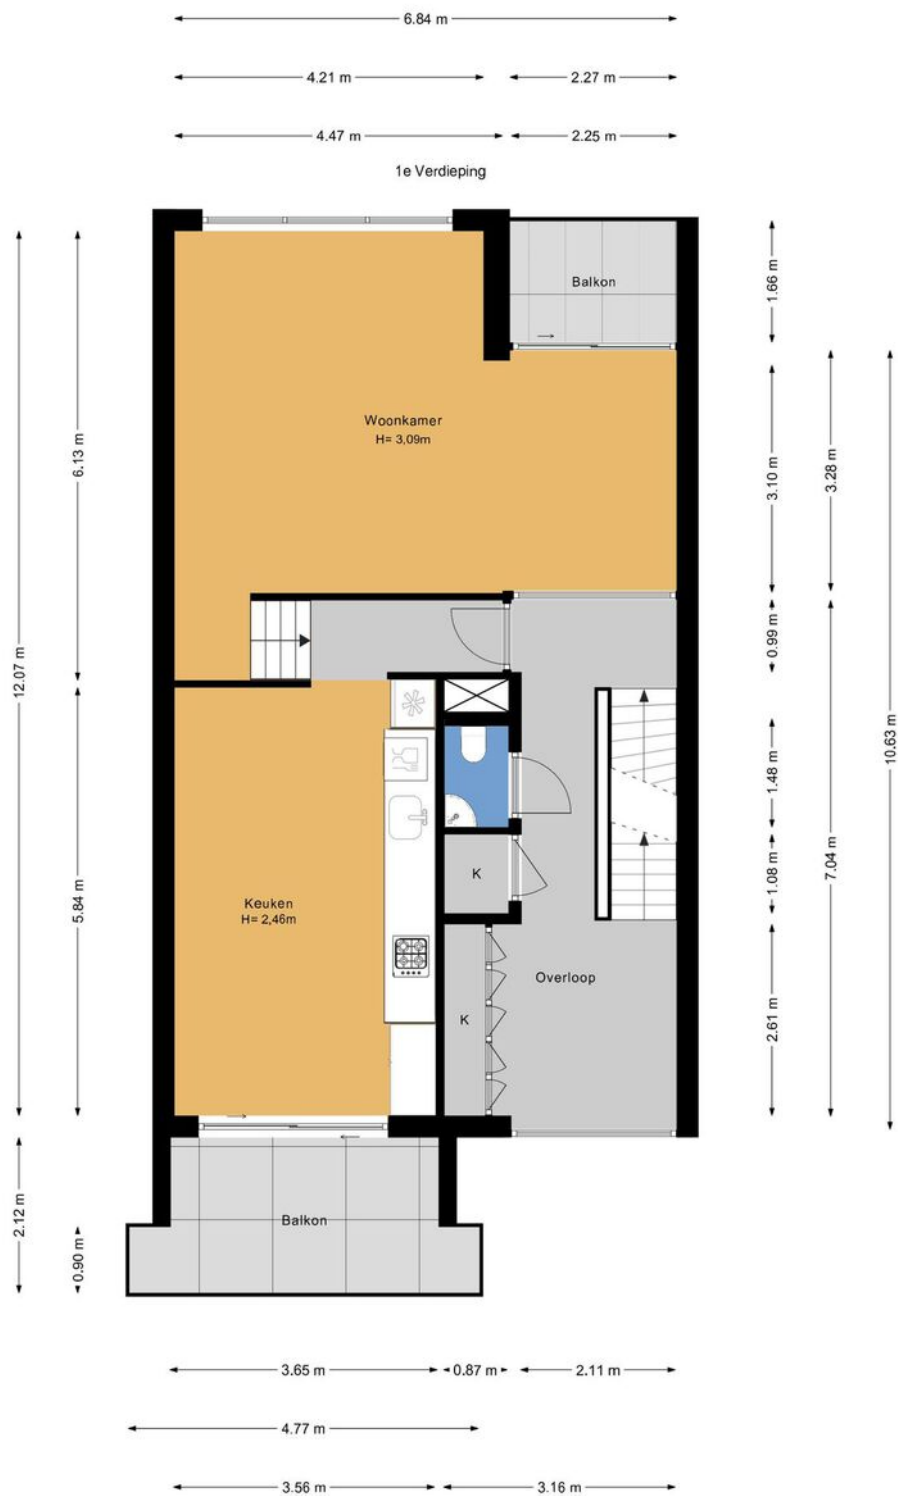 6.84 m
4.21 m
2.27 m
4.47 m
2.25 m
1e Verdieping
Balkon
1.66 m
Woonkamer
H= 3,09m
6.13 m
3.10 m
3.28 m
12.07 m
0.99 m
10.63 m
1.48 m
K
1.08 m
7.04 m
Keuken
H= 2,46m
5.84 m
Overloop
K
2.61 m
Balkon
2.12 m
0.90 m
3.65 m
0.87 m
2.11 m
4.77 m
3.56 m
3.16 m